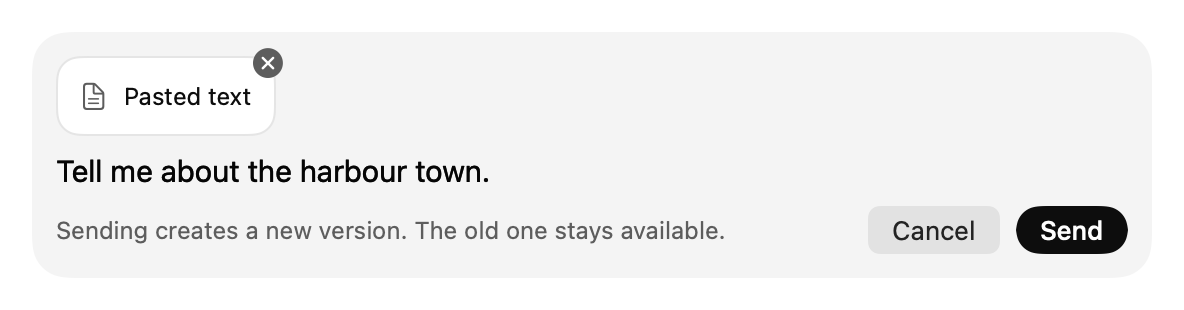 Pasted text
Tell me about the harbour town.
Sending creates a new version. The old one stays available.
Cancel
Send